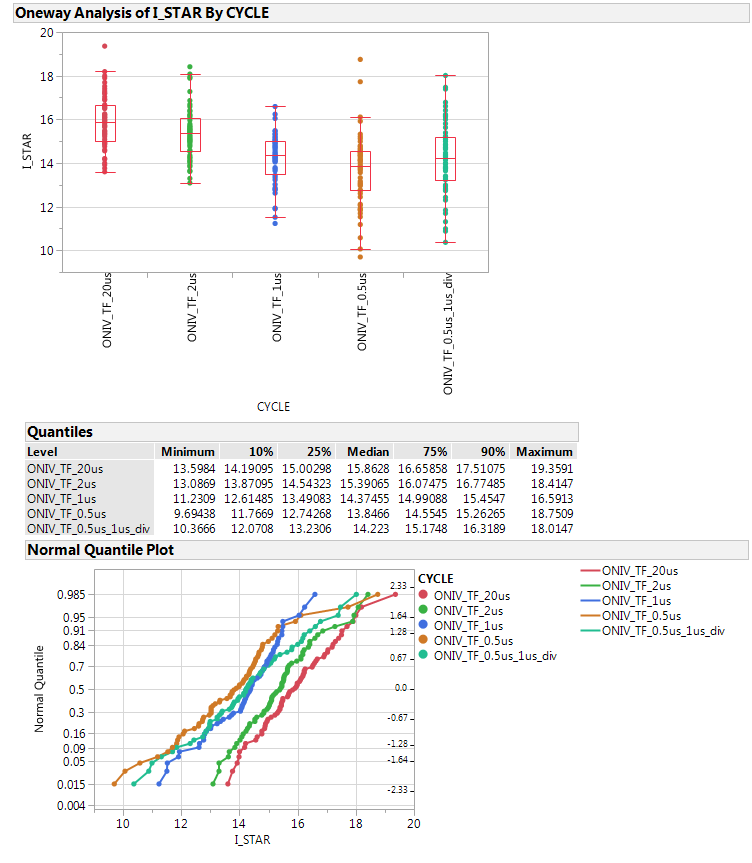 Oneway Analysis of I_STAR By CYCLE
20
18
16
14
12
10
I_STAR
ONIV_TF_20us
ONIV_TF_2us
ONIV_TF_1us
ONIV_TF_0.5us
ONIV_TF_0.5us_1us_div
CYCLE
Quantiles
Level Minimum 10% 25% Median 75% 90% Maximum
ONIV_TF_20us 13.5984 14.19095 15.00298 15.8628 16.65858 17.51075 19.3591
ONIV_TF_2us 13.0869 13.87095 14.54323 15.39065 16.07475 16.77485 18.4147
ONIV_TF_1us 11.2309 12.61485 13.49083 14.37455 14.99088 15.4547 16.5913
ONIV_TF_0.5us 9.69438 11.7669 12.74268 13.8466 14.5545 15.26265 18.7509
ONIV_TF_0.5us_1us_div 10.3666 12.0708 13.2306 14.223 15.1748 16.3189 18.0147
Normal Quantile Plot
0.985
0.95
0.91
0.84
0.7
0.5
0.3
0.16
0.09
0.05
0.015
0.004
Normal Quantile
2.33
1.64
1.28
0.67
0.0
-0.67
-1.28
-1.64
-2.33
10 12 14 16 18 20
I_STAR
CYCLE
ONIV_TF_20us
ONIV_TF_2us
ONIV_TF_1us
ONIV_TF_0.5us
ONIV_TF_0.5us_1us_div
ONIV_TF_20us
ONIV_TF_2us
ONIV_TF_1us
ONIV_TF_0.5us
ONIV_TF_0.5us_1us_div